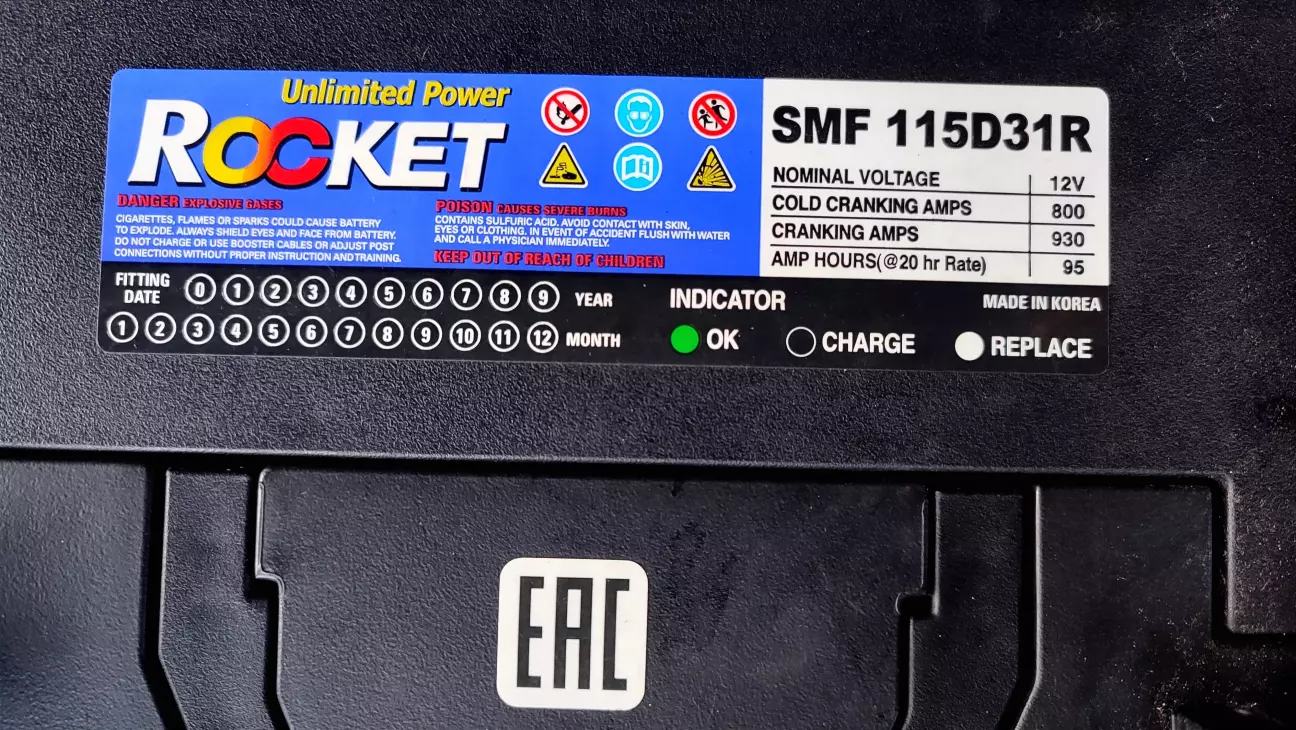 Unlimited Power
ROCKET
DANGER EXPLOSIVE GASES
CIGARETTES, FLAMES OR SPARKS COULD CAUSE BATTERY
TO EXPLODE. ALWAYS SHIELD EYES AND FACE FROM BATTERY.
DO NOT CHARGE OR USE BOOSTER CABLES OR ADJUST POST
CONNECTIONS WITHOUT PROPER INSTRUCTION AND TRAINING.
POISON CAUSES SEVERE BURNS
CONTAINS SULFURIC ACID. AVOID CONTACT WITH SKIN,
EYES OR CLOTHING. IN EVENT OF ACCIDENT FLUSH WITH WATER
AND CALL A PHYSICIAN IMMEDIATELY.
KEEP OUT OF REACH OF CHILDREN
SMF 115D31R
NOMINAL VOLTAGE 12V
COLD CRANKING AMPS 800
CRANKING AMPS 930
AMP HOURS(@20 hr Rate) 95
FITTING
DATE
0 1 2 3 4 5 6 7 8 9 YEAR
1 2 3 4 5 6 7 8 9 10 11 12 MONTH
INDICATOR
MADE IN KOREA
OK CHARGE REPLACE
EAC